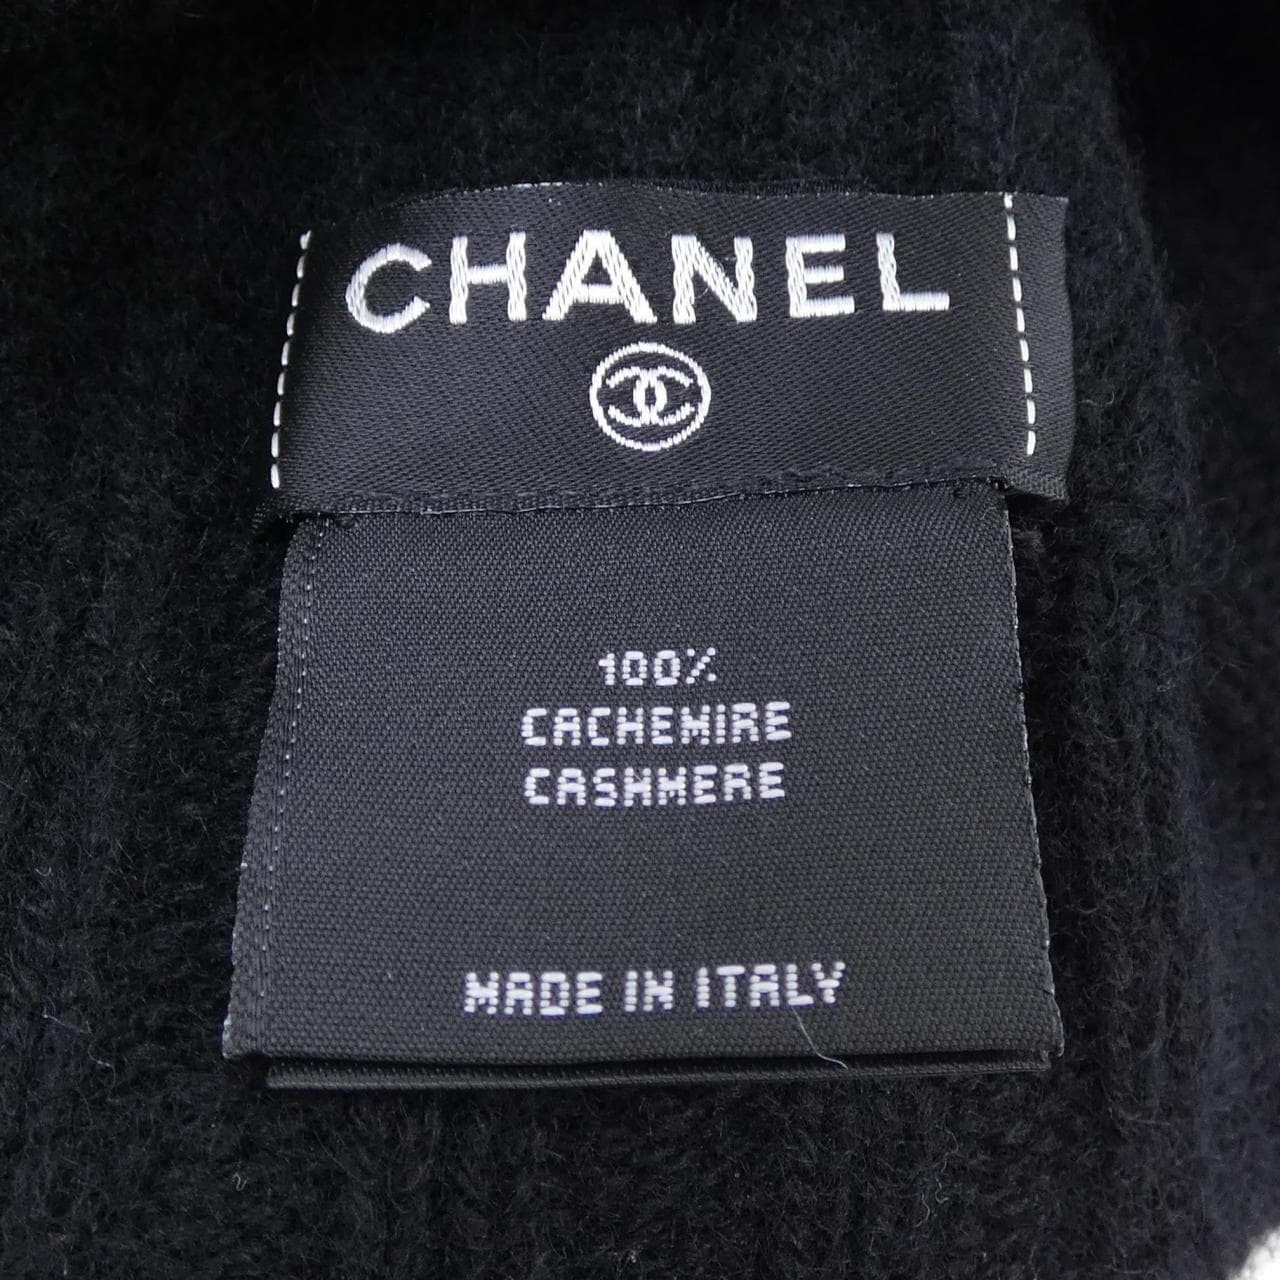 CHANEL
100%
CACHEMIRE
CASHMERE
MADE IN ITALY